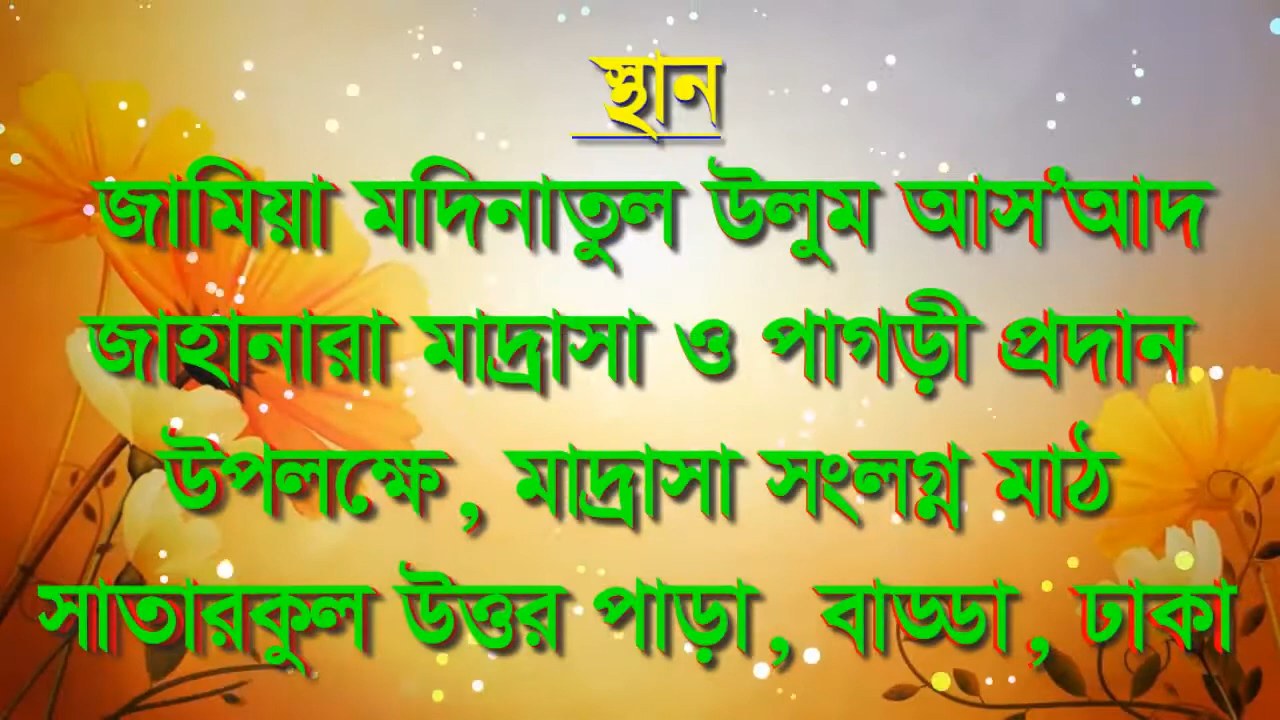 স্থান
জামিয়া মদিনাতুল উলুম আস'আদ
জাহানারা মাদ্রাসা ও পাগড়ী প্রদান
উপলক্ষে, মাদ্রাসা সংলগ্ন মাঠ
সাতারকুল উত্তর পাড়া, বাড্ডা, ঢাকা